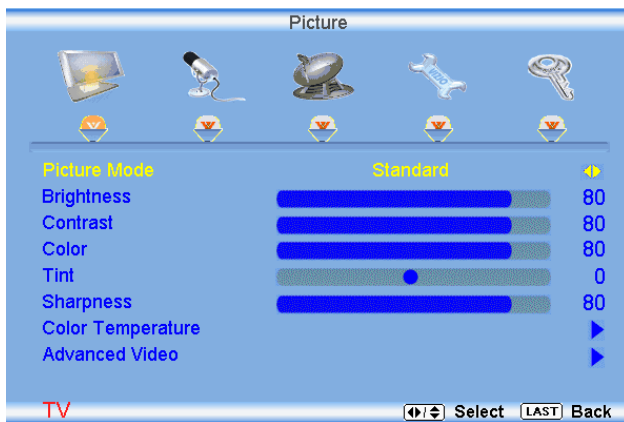 Picture
Picture Mode Standard
Brightness 80
Contrast 80
Color 80
Tint 0
Sharpness 80
Color Temperature
Advanced Video
TV Select LAST Back